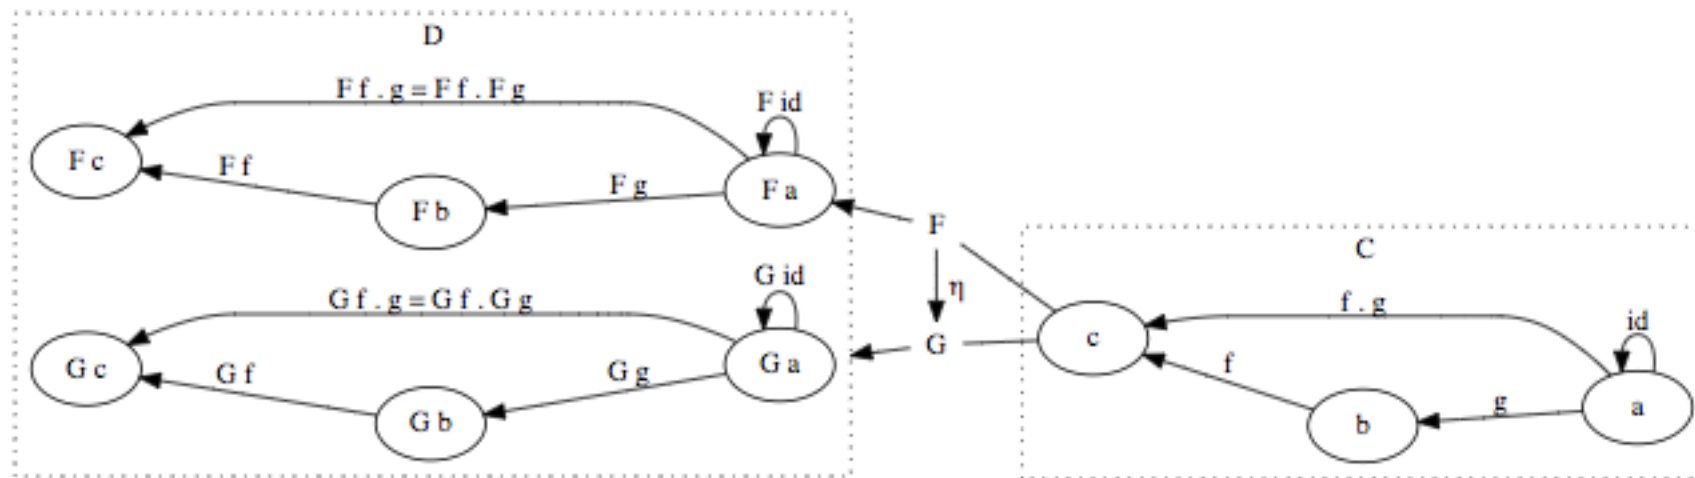 D
F f . g = F f . F g
F id
F c
F f
F g
F a
F b
F
C
G id
η
G f . g = G f . G g
f . g
id
G
c
G c
G f
G g
G a
f
g
a
G b
b